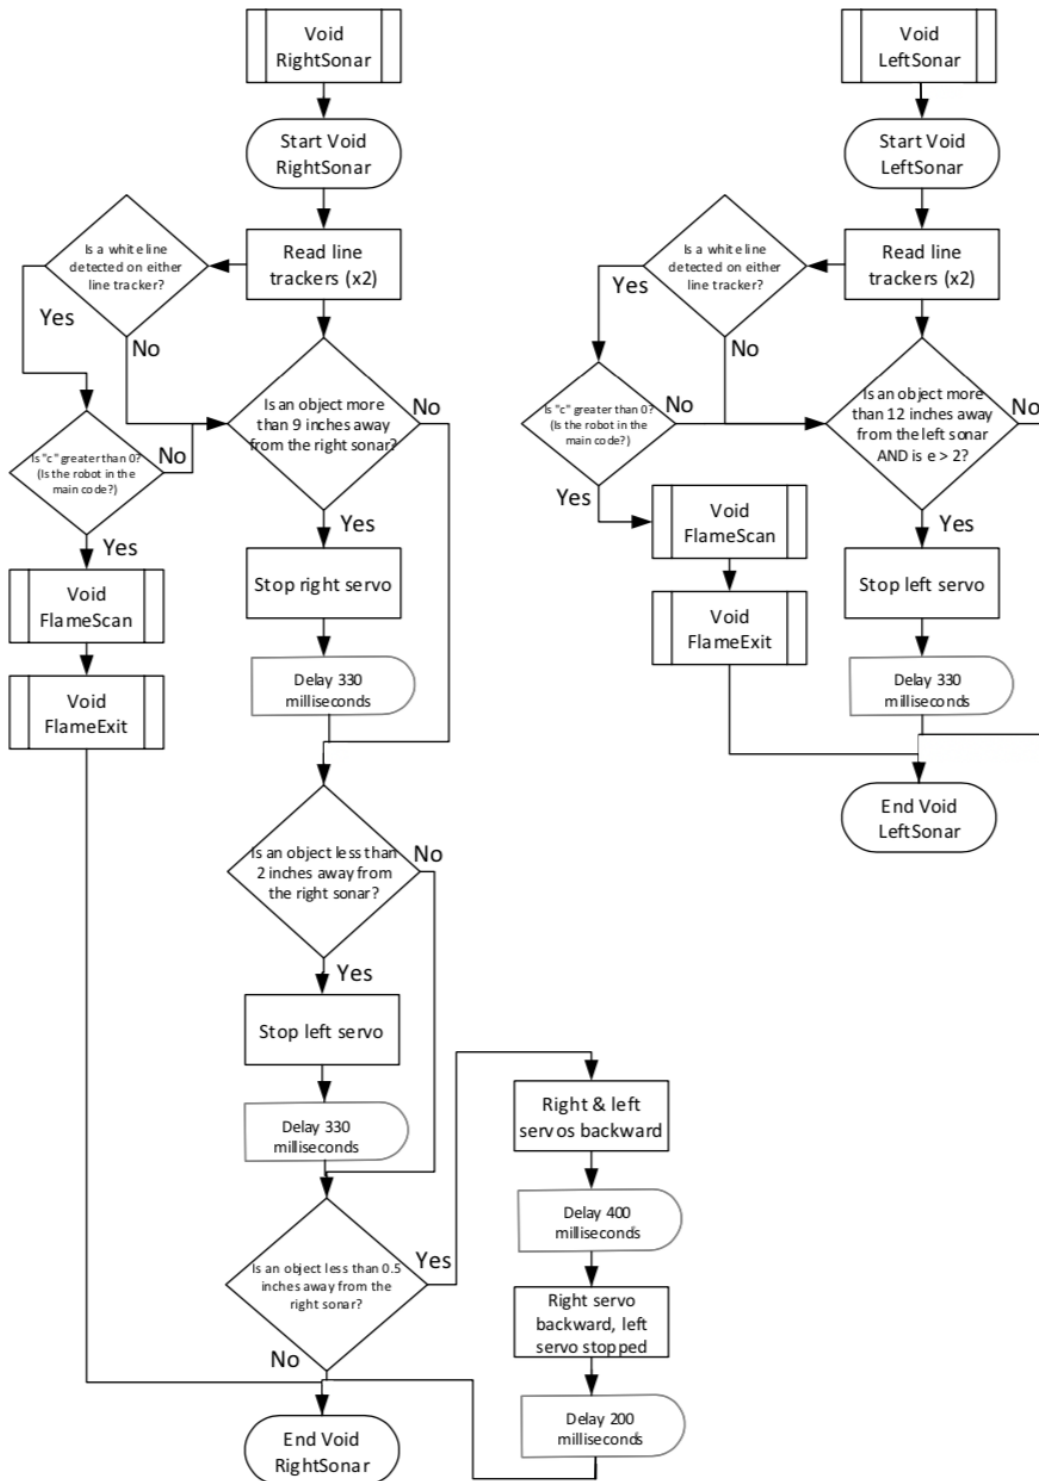 Void
RightSonar
Start Void
RightSonar
Is a white line
detected on either
line tracker?
Read line
trackers (x2)
Yes
No
Is an object more
than 9 inches away
from the right sonar?
No
Is "c" greater than 0?
(Is the robot in the
main code?)
No
Yes
Yes
Void
FlameScan
Stop right servo
Void
FlameExit
Delay 330
milliseconds
Is an object less than
2 inches away from
the right sonar?
No
Yes
Stop left servo
Delay 330
milliseconds
Is an object less than 0.5
inches away from the
right sonar?
Yes
No
Right & left
servos backward
Delay 400
milliseconds
Right servo
backward, left
servo stopped
Delay 200
milliseconds
End Void
RightSonar
Void
LeftSonar
Start Void
LeftSonar
Is a white line
detected on either
line tracker?
Read line
trackers (x2)
Yes
No
Is "c" greater than 0?
(Is the robot in the
main code?)
No
Is an object more
than 12 inches away
from the left sonar
AND is e > 2?
No
Yes
Void
FlameScan
Void
FlameExit
Yes
Stop left servo
Delay 330
milliseconds
End Void
LeftSonar